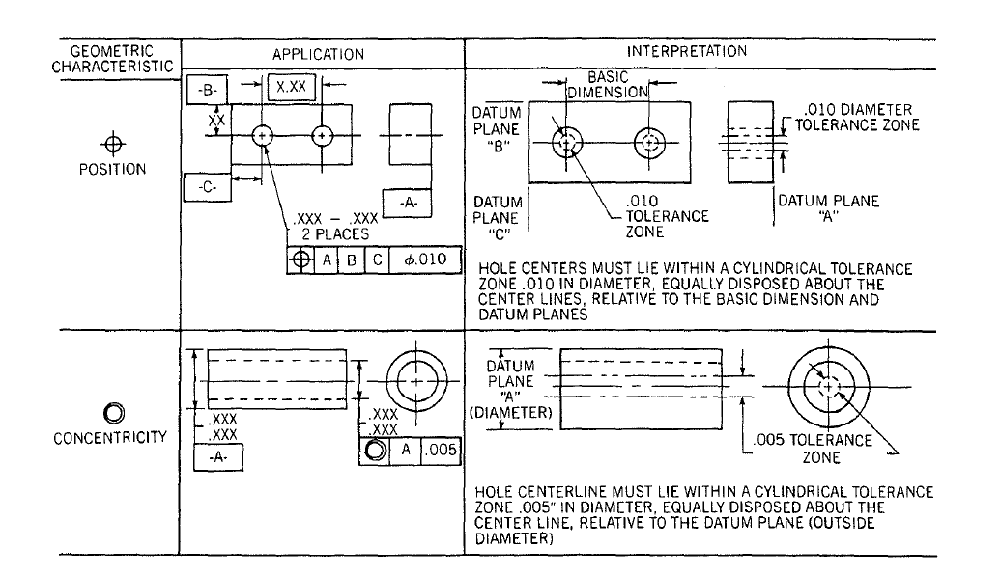 GEOMETRIC
CHARACTERISTIC
APPLICATION
INTERPRETATION
POSITION
-B-
X.XX
XX
-C-
-A-
.XXX – .XXX
2 PLACES
A B C ϕ.010
BASIC
DIMENSION
DATUM
PLANE
"B"
.010 DIAMETER
TOLERANCE ZONE
DATUM
PLANE
"C"
.010
TOLERANCE
ZONE
DATUM PLANE
"A"
HOLE CENTERS MUST LIE WITHIN A CYLINDRICAL TOLERANCE
ZONE .010 IN DIAMETER, EQUALLY DISPOSED ABOUT THE
CENTER LINES, RELATIVE TO THE BASIC DIMENSION AND
DATUM PLANES
CONCENTRICITY
.XXX
.XXX
-A-
.XXX
.XXX
A .005
DATUM
PLANE
"A"
(DIAMETER)
.005 TOLERANCE
ZONE
HOLE CENTERLINE MUST LIE WITHIN A CYLINDRICAL TOLERANCE
ZONE .005" IN DIAMETER, EQUALLY DISPOSED ABOUT THE
CENTER LINE, RELATIVE TO THE DATUM PLANE (OUTSIDE
DIAMETER)